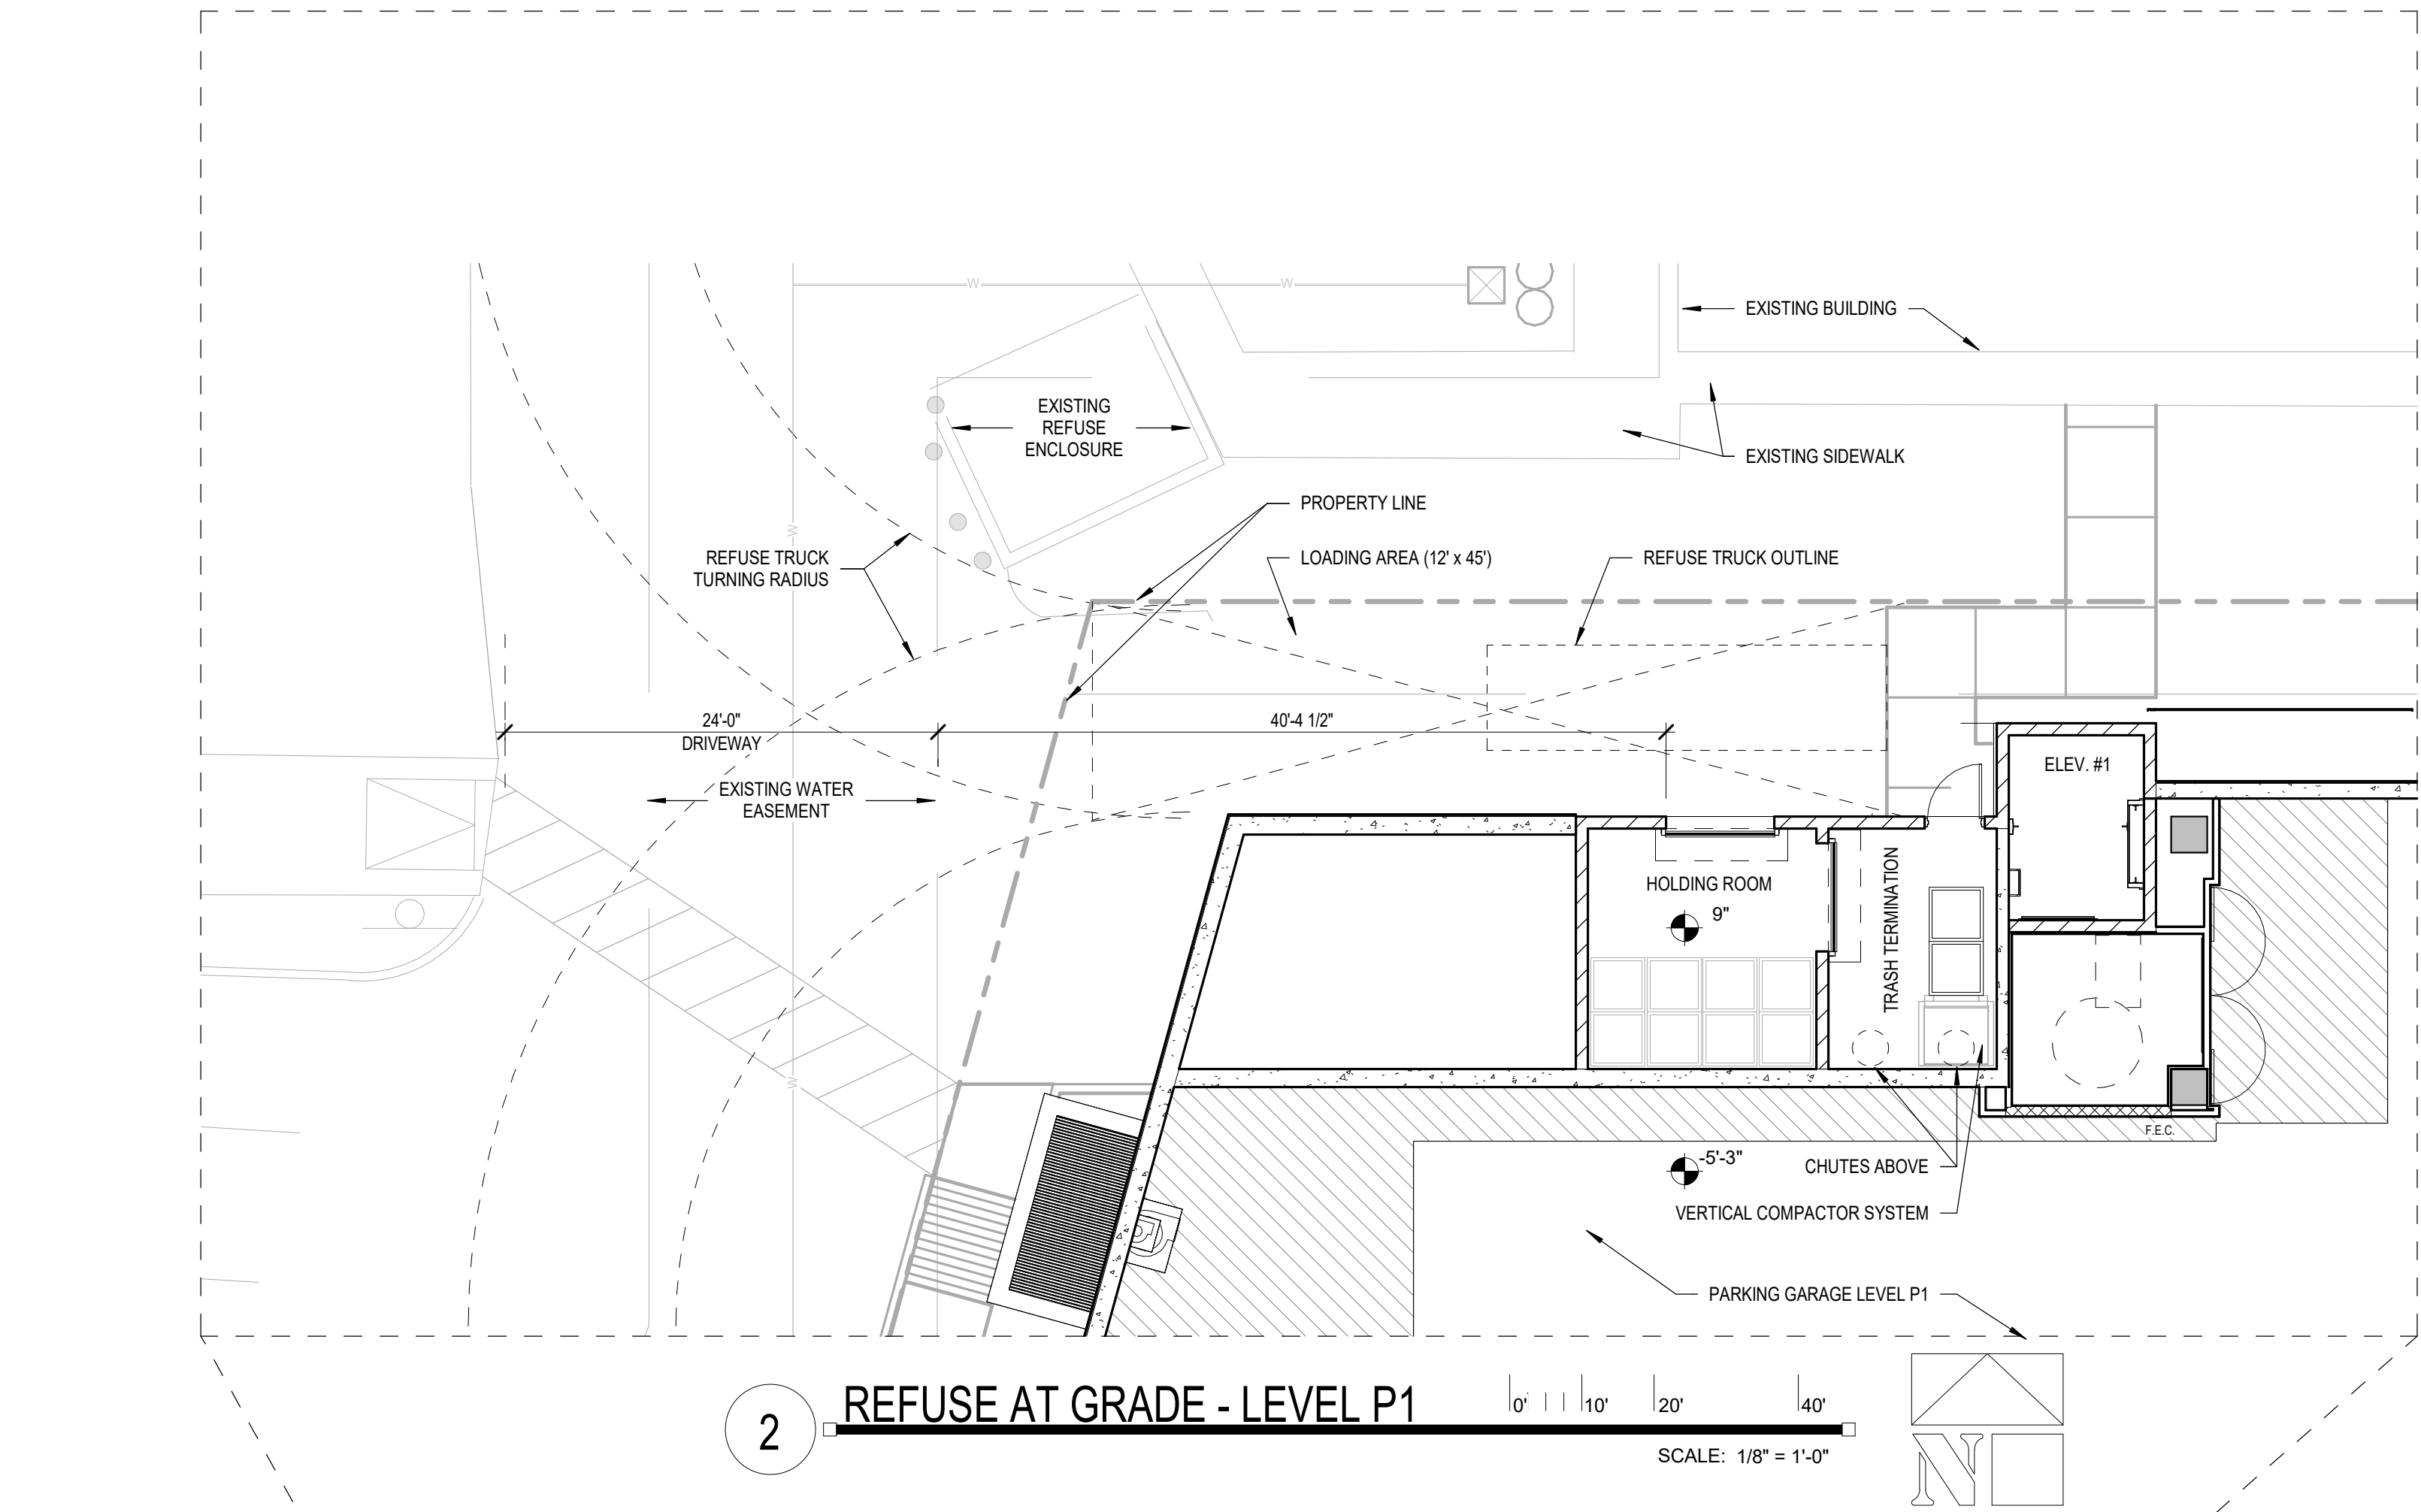 W
W
EXISTING BUILDING
EXISTING
REFUSE
ENCLOSURE
EXISTING SIDEWALK
PROPERTY LINE
W
REFUSE TRUCK
TURNING RADIUS
LOADING AREA (12' x 45')
REFUSE TRUCK OUTLINE
24'-0"
DRIVEWAY
40'-4 1/2"
ELEV. #1
EXISTING WATER
EASEMENT
HOLDING ROOM
9"
TRASH TERMINATION
W
F.E.C.
-5'-3"
CHUTES ABOVE
VERTICAL COMPACTOR SYSTEM
PARKING GARAGE LEVEL P1
2
REFUSE AT GRADE - LEVEL P1
0' 10' 20' 40'
SCALE: 1/8" = 1'-0"
N